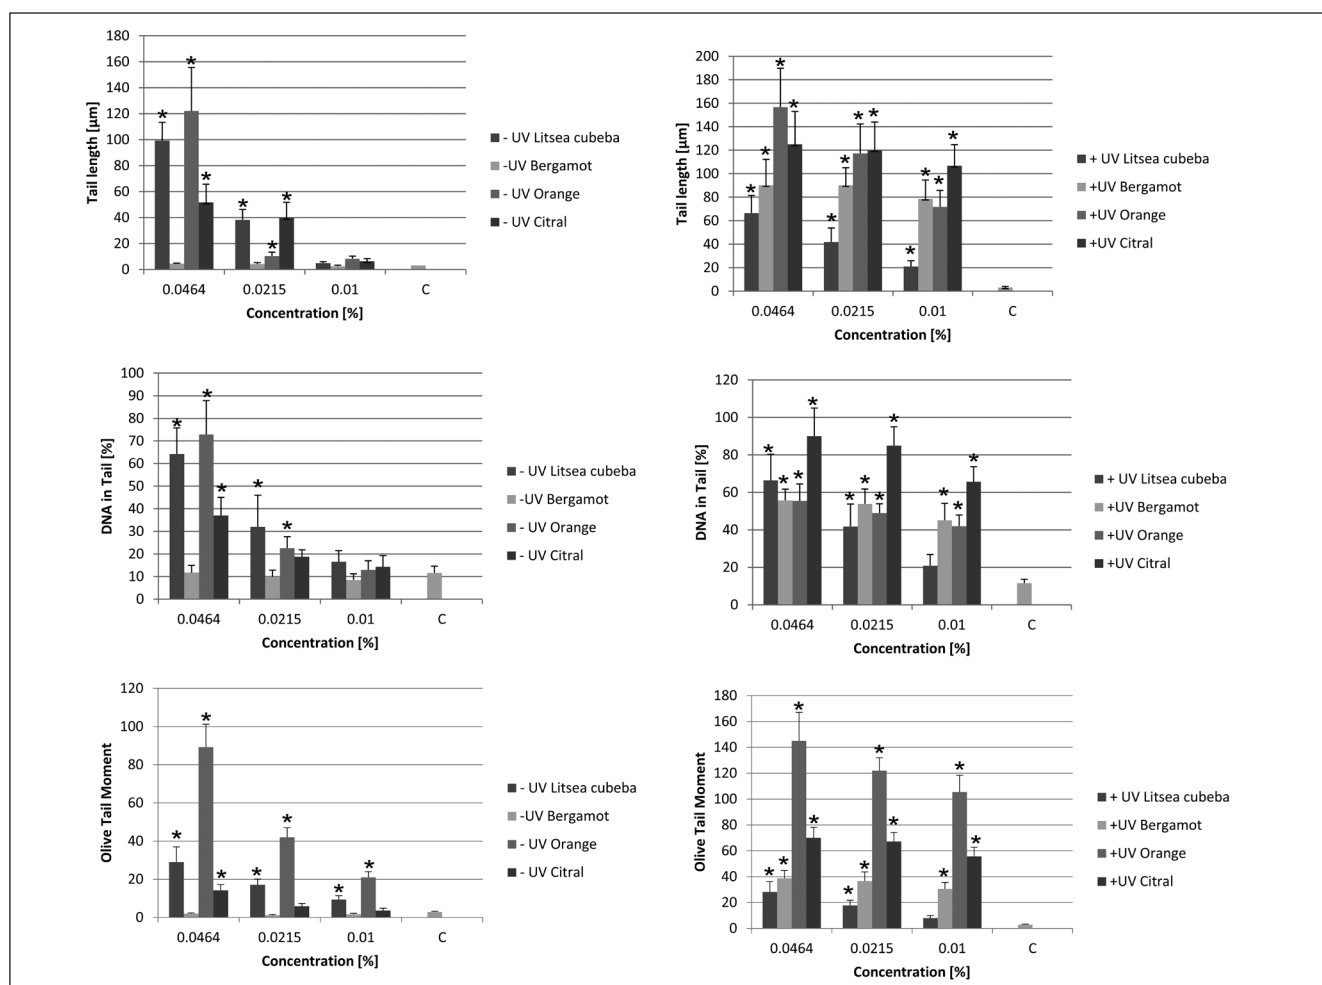 180
160
140
120
100
80
60
40
20
0
Tail length [µm]
* * *
* * *
0.0464 0.0215 0.01 C
Concentration [%]
- UV Litsea cubeba
-UV Bergamot
- UV Orange
- UV Citral
200
180
160
140
120
100
80
60
40
20
0
Tail length [µm]
* * * *
* * * *
* * * *
0.0464 0.0215 0.01 C
Concentration [%]
+ UV Litsea cubeba
+UV Bergamot
+UV Orange
+UV Citral
100
90
80
70
60
50
40
30
20
10
0
DNA in Tail [%]
* * *
* *
0.0464 0.0215 0.01 C
Concentration [%]
- UV Litsea cubeba
-UV Bergamot
- UV Orange
- UV Citral
120
100
80
60
40
20
0
DNA in Tail [%]
* * * *
* * * *
* * *
0.0464 0.0215 0.01 C
Concentration [%]
+ UV Litsea cubeba
+UV Bergamot
+UV Orange
+UV Citral
120
100
80
60
40
20
0
Olive Tail Moment
* * *
* *
* *
0.0464 0.0215 0.01 C
Concentration [%]
- UV Litsea cubeba
-UV Bergamot
- UV Orange
- UV Citral
180
160
140
120
100
80
60
40
20
0
Olive Tail Moment
* * * *
* * * *
* * *
0.0464 0.0215 0.01 C
Concentration [%]
+ UV Litsea cubeba
+UV Bergamot
+UV Orange
+UV Citral